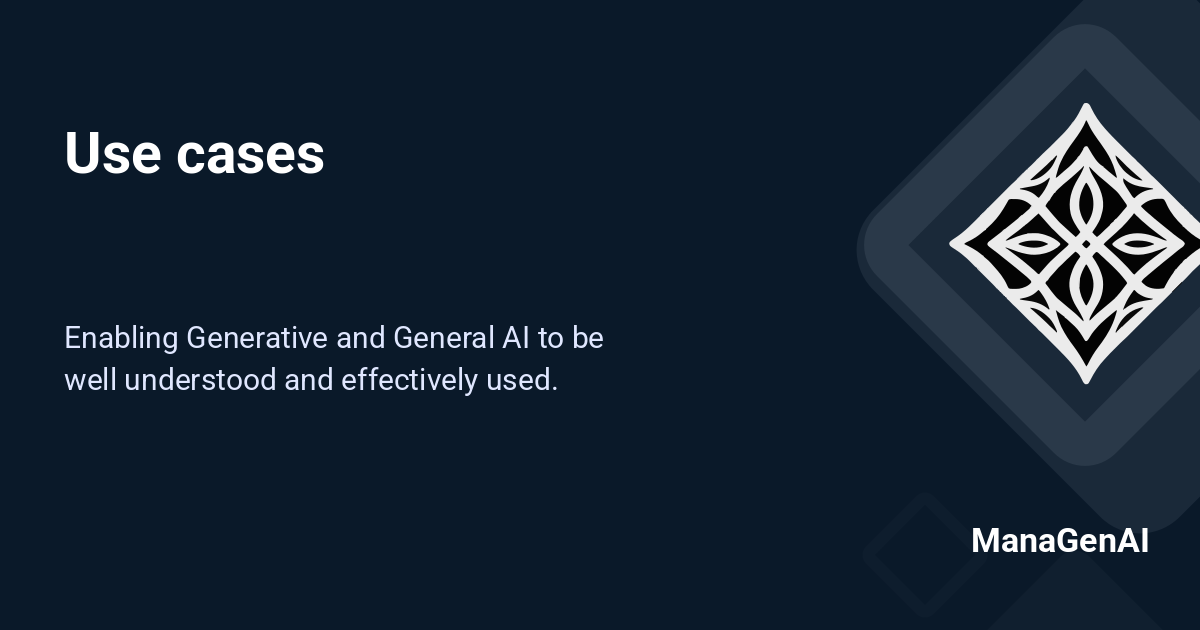 Use cases
Enabling Generative and General AI to be
well understood and effectively used.
ManaGenAI